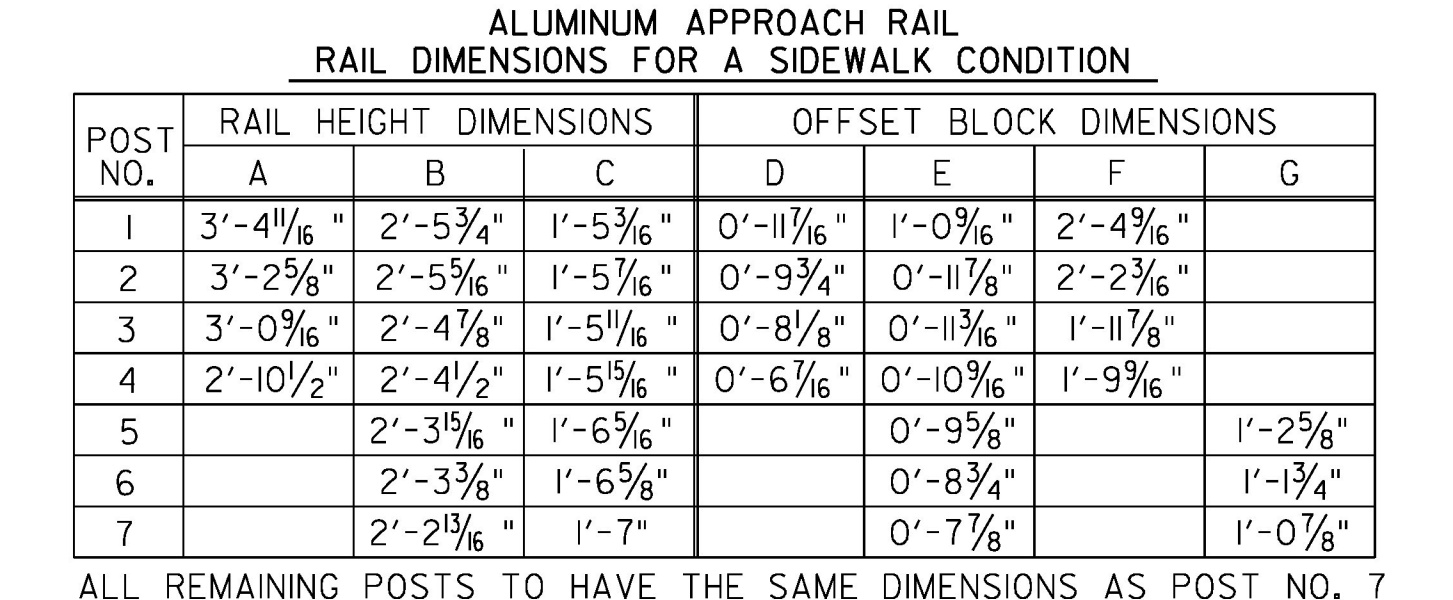 ALUMINUM APPROACH RAIL
RAIL DIMENSIONS FOR A SIDEWALK CONDITION
POST NO. RAIL HEIGHT DIMENSIONS OFFSET BLOCK DIMENSIONS
A B C D E F G
1 3'-4 11/16 " 2'-5 3/4" 1'-5 3/16 " 0'-11 7/16 " 1'-0 9/16 " 2'-4 9/16 "
2 3'-2 5/8" 2'-5 5/16 " 1'-5 7/16 " 0'-9 3/4" 0'-11 7/8" 2'-2 3/16 "
3 3'-0 9/16 " 2'-4 7/8" 1'-5 11/16 " 0'-8 1/8" 0'-11 3/16 " 1'-11 7/8"
4 2'-10 1/2" 2'-4 1/2" 1'-5 15/16 " 0'-6 7/16 " 0'-10 9/16 " 1'-9 9/16 "
5 2'-3 15/16 " 1'-6 5/16 " 0'-9 5/8" 1'-2 5/8"
6 2'-3 3/8" 1'-6 5/8" 0'-8 3/4" 1'-1 3/4"
7 2'-2 13/16 " 1'-7" 0'-7 7/8" 1'-0 7/8"
ALL REMAINING POSTS TO HAVE THE SAME DIMENSIONS AS POST NO. 7